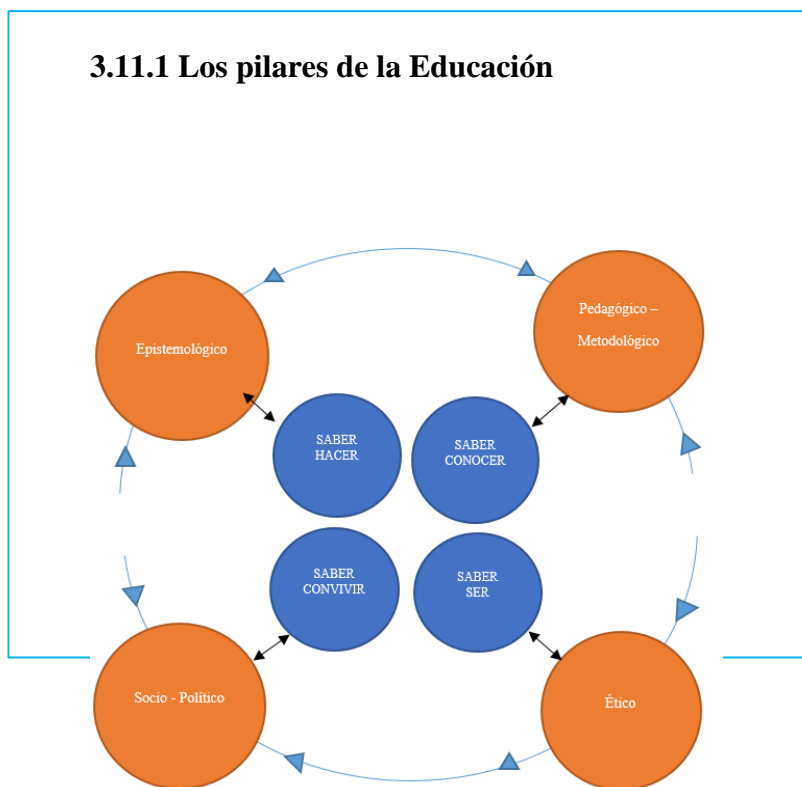 3.11.1 Los pilares de la Educación
Epistemológico
Pedagógico –
Metodológico
SABER
HACER
SABER
CONOCER
SABER
CONVIVIR
SABER
SER
Socio - Político
Ético